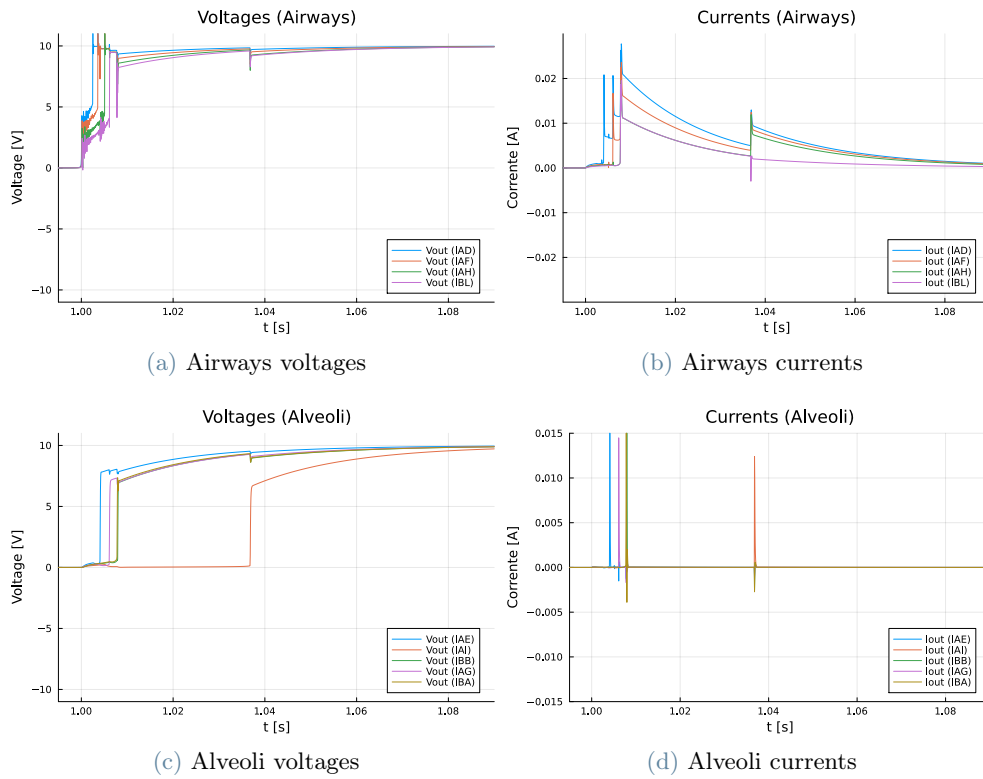 Voltages (Airways)
Voltage [V]
10
5
0
−5
−10
1.00
1.02
1.04
1.06
1.08
t [s]
Vout (IAD)
Vout (IAF)
Vout (IAH)
Vout (IBL)
(a) Airways voltages
Currents (Airways)
Corrente [A]
0.02
0.01
0.00
−0.01
−0.02
1.00
1.02
1.04
1.06
1.08
t [s]
Iout (IAD)
Iout (IAF)
Iout (IAH)
Iout (IBL)
(b) Airways currents
Voltages (Alveoli)
Voltage [V]
10
5
0
−5
−10
1.00
1.02
1.04
1.06
1.08
t [s]
Vout (IAE)
Vout (IAI)
Vout (IBB)
Vout (IAG)
Vout (IBA)
(c) Alveoli voltages
Currents (Alveoli)
Corrente [A]
0.015
0.010
0.005
0.000
−0.005
−0.010
−0.015
1.00
1.02
1.04
1.06
1.08
t [s]
Iout (IAE)
Iout (IAI)
Iout (IBB)
Iout (IAG)
Iout (IBA)
(d) Alveoli currents